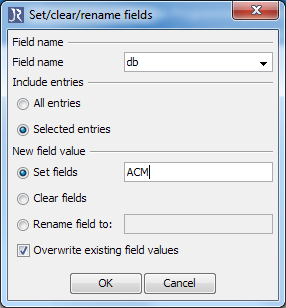 Set/clear/rename fields
Field name
Field name db
Include entries
All entries
Selected entries
New field value
Set fields ACM
Clear fields
Rename field to:
Overwrite existing field values
OK Cancel